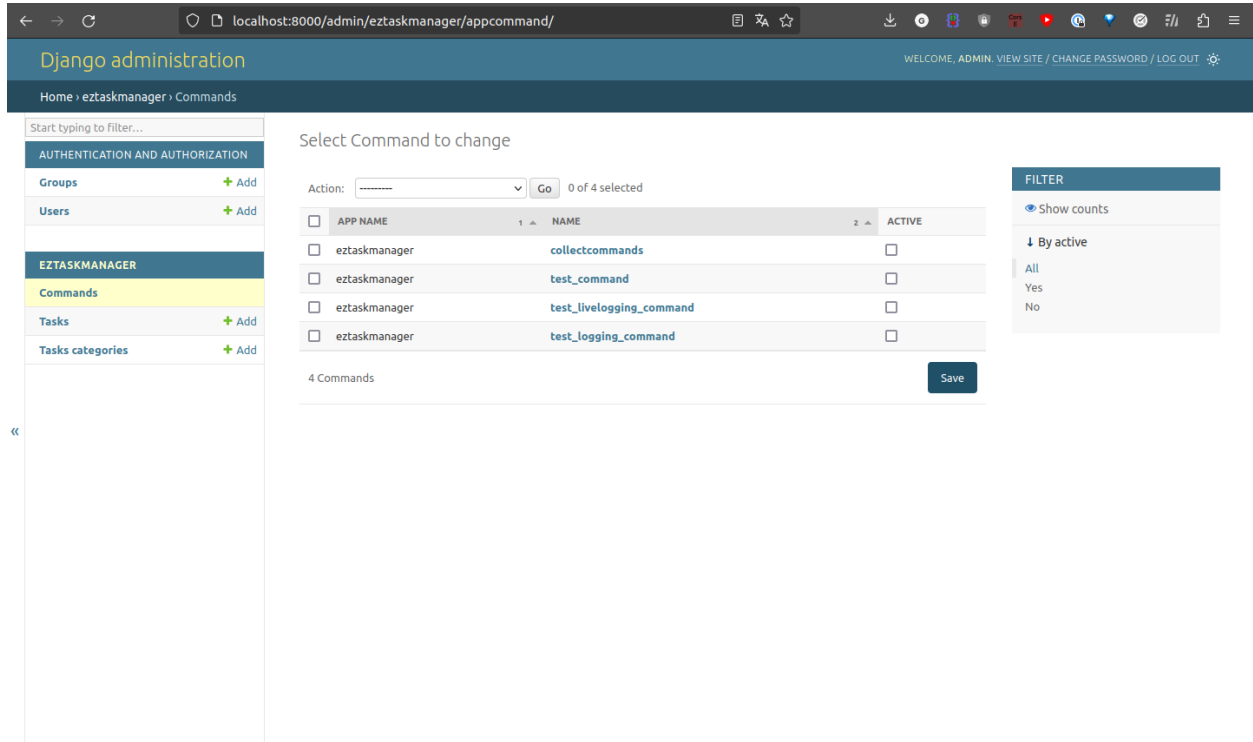 localhost:8000/admin/eztaskmanager/appcommand/
Django administration
WELCOME, ADMIN. VIEW SITE / CHANGE PASSWORD / LOG OUT
Home › eztaskmanager › Commands
Start typing to filter...
AUTHENTICATION AND AUTHORIZATION
Groups + Add
Users + Add
EZTASKMANAGER
Commands
Tasks + Add
Tasks categories + Add
«
Select Command to change
Action: --------- Go 0 of 4 selected
APP NAME 1 NAME 2 ACTIVE
eztaskmanager collectcommands
eztaskmanager test_command
eztaskmanager test_livelogging_command
eztaskmanager test_logging_command
4 Commands Save
FILTER
Show counts
↓ By active
All
Yes
No